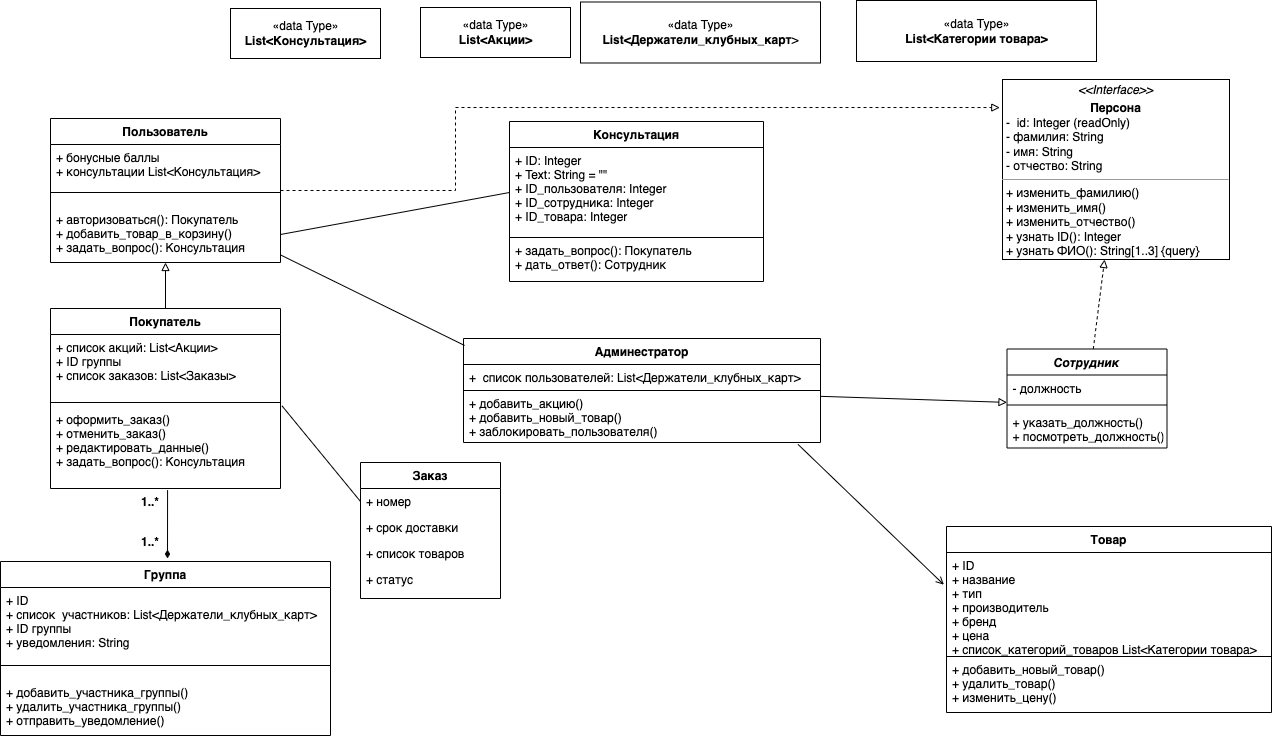 «data Type»
List<Консультация>
«data Type»
List<Акции>
«data Type»
List<Держатели_клубных_карт>
«data Type»
List<Категории товара>
<<Interface>>
Персона
- id: Integer (readOnly)
- фамилия: String
- имя: String
- отчество: String
+ изменить_фамилию()
+ изменить_имя()
+ изменить_отчество()
+ узнать ID(): Integer
+ узнать ФИО(): String[1..3] {query}
Пользователь
+ бонусные баллы
+ консультации List<Консультация>
+ авторизоваться(): Покупатель
+ добавить_товар_в_корзину()
+ задать_вопрос(): Консультация
Консультация
+ ID: Integer
+ Text: String = ""
+ ID_пользователя: Integer
+ ID_сотрудника: Integer
+ ID_товара: Integer
+ задать_вопрос(): Покупатель
+ дать_ответ(): Сотрудник
Покупатель
+ список акций: List<Акции>
+ ID группы
+ список заказов: List<Заказы>
+ оформить_заказ()
+ отменить_заказ()
+ редактировать_данные()
+ задать_вопрос(): Консультация
Админестратор
+ список пользователей: List<Держатели_клубных_карт>
+ добавить_акцию()
+ добавить_новый_товар()
+ заблокировать_пользователя()
Сотрудник
- должность
+ указать_должность()
+ посмотреть_должность()
Заказ
+ номер
+ срок доставки
+ список товаров
+ статус
1..*
1..*
Группа
+ ID
+ список участников: List<Держатели_клубных_карт>
+ ID группы
+ уведомления: String
+ добавить_участника_группы()
+ удалить_участника_группы()
+ отправить_уведомление()
Товар
+ ID
+ название
+ тип
+ производитель
+ бренд
+ цена
+ список_категорий_товаров List<Категории товара>
+ добавить_новый_товар()
+ удалить_товар()
+ изменить_цену()